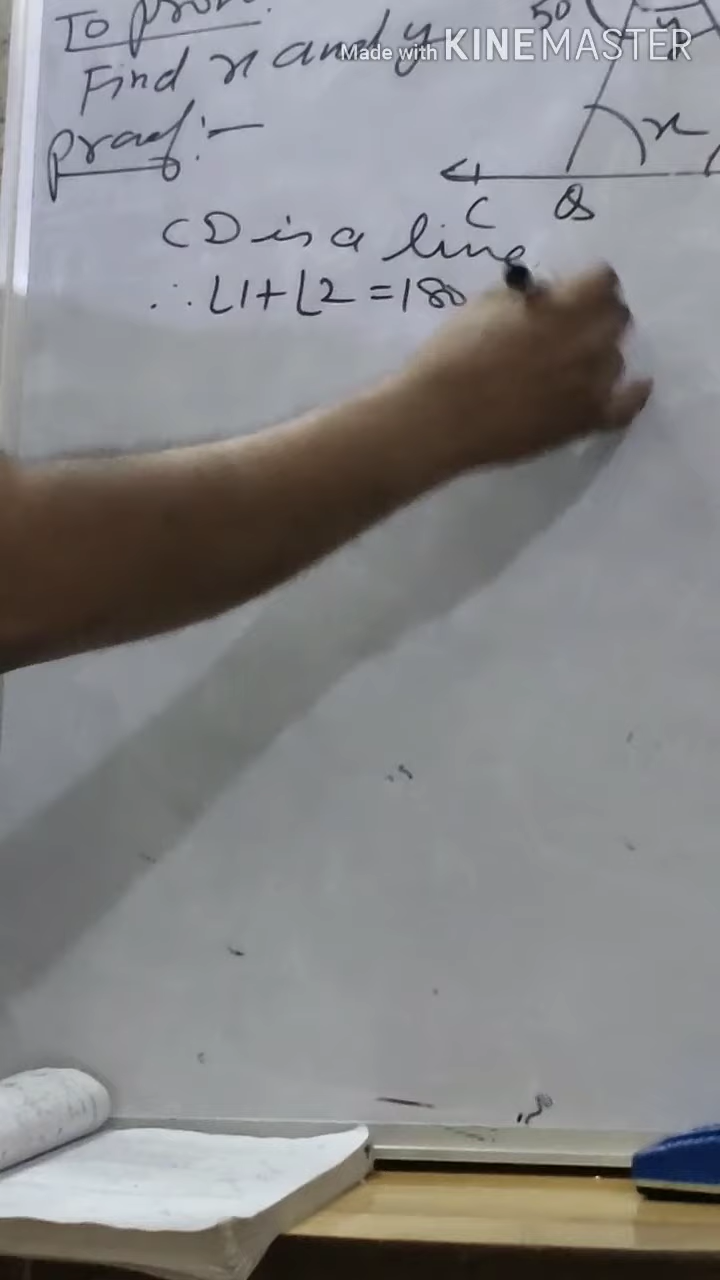 To prove:
Find x and y
50
y
Made with KINEMASTER
proof:-
x
C Q
CD is a line
∴ ∠1+∠2=180